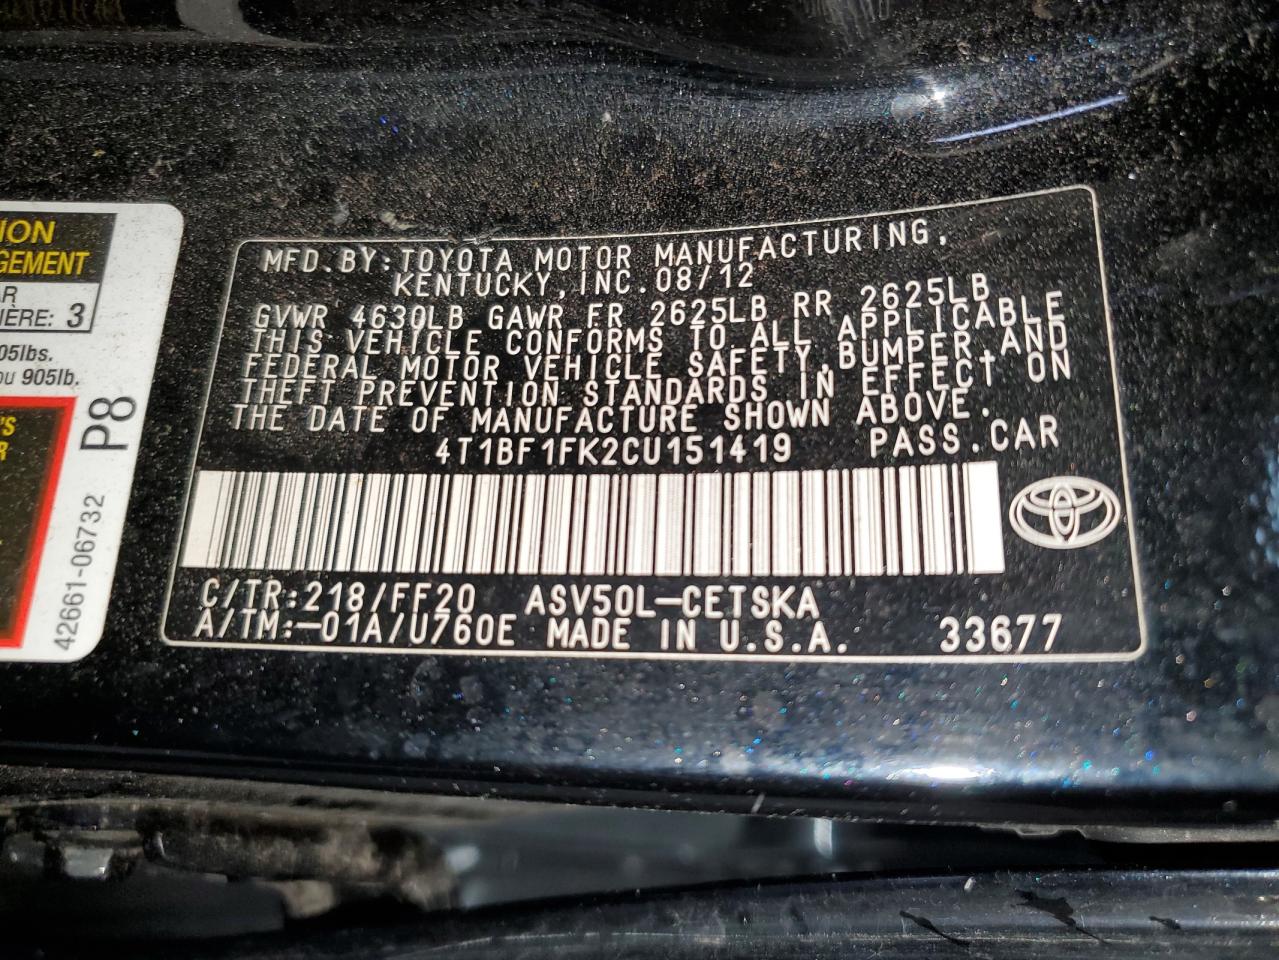 ION
GEMENT
AR
IÈRE: 3
05lbs.
ou 905lb.
'S
R
P8
42661-06732
MFD.BY:TOYOTA MOTOR MANUFACTURING,
KENTUCKY,INC.08/12
GVWR 4630LB GAWR FR 2625LB RR 2625LB
THIS VEHICLE CONFORMS TO ALL APPLICABLE
FEDERAL MOTOR VEHICLE SAFETY,BUMPER,AND
THEFT PREVENTION STANDARDS IN EFFECT ON
THE DATE OF MANUFACTURE SHOWN ABOVE.
4T1BF1FK2CU151419 PASS.CAR
C/TR:218/FF20 ASV50L-CETSKA
A/TM:-01A/U760E MADE IN U.S.A. 33677